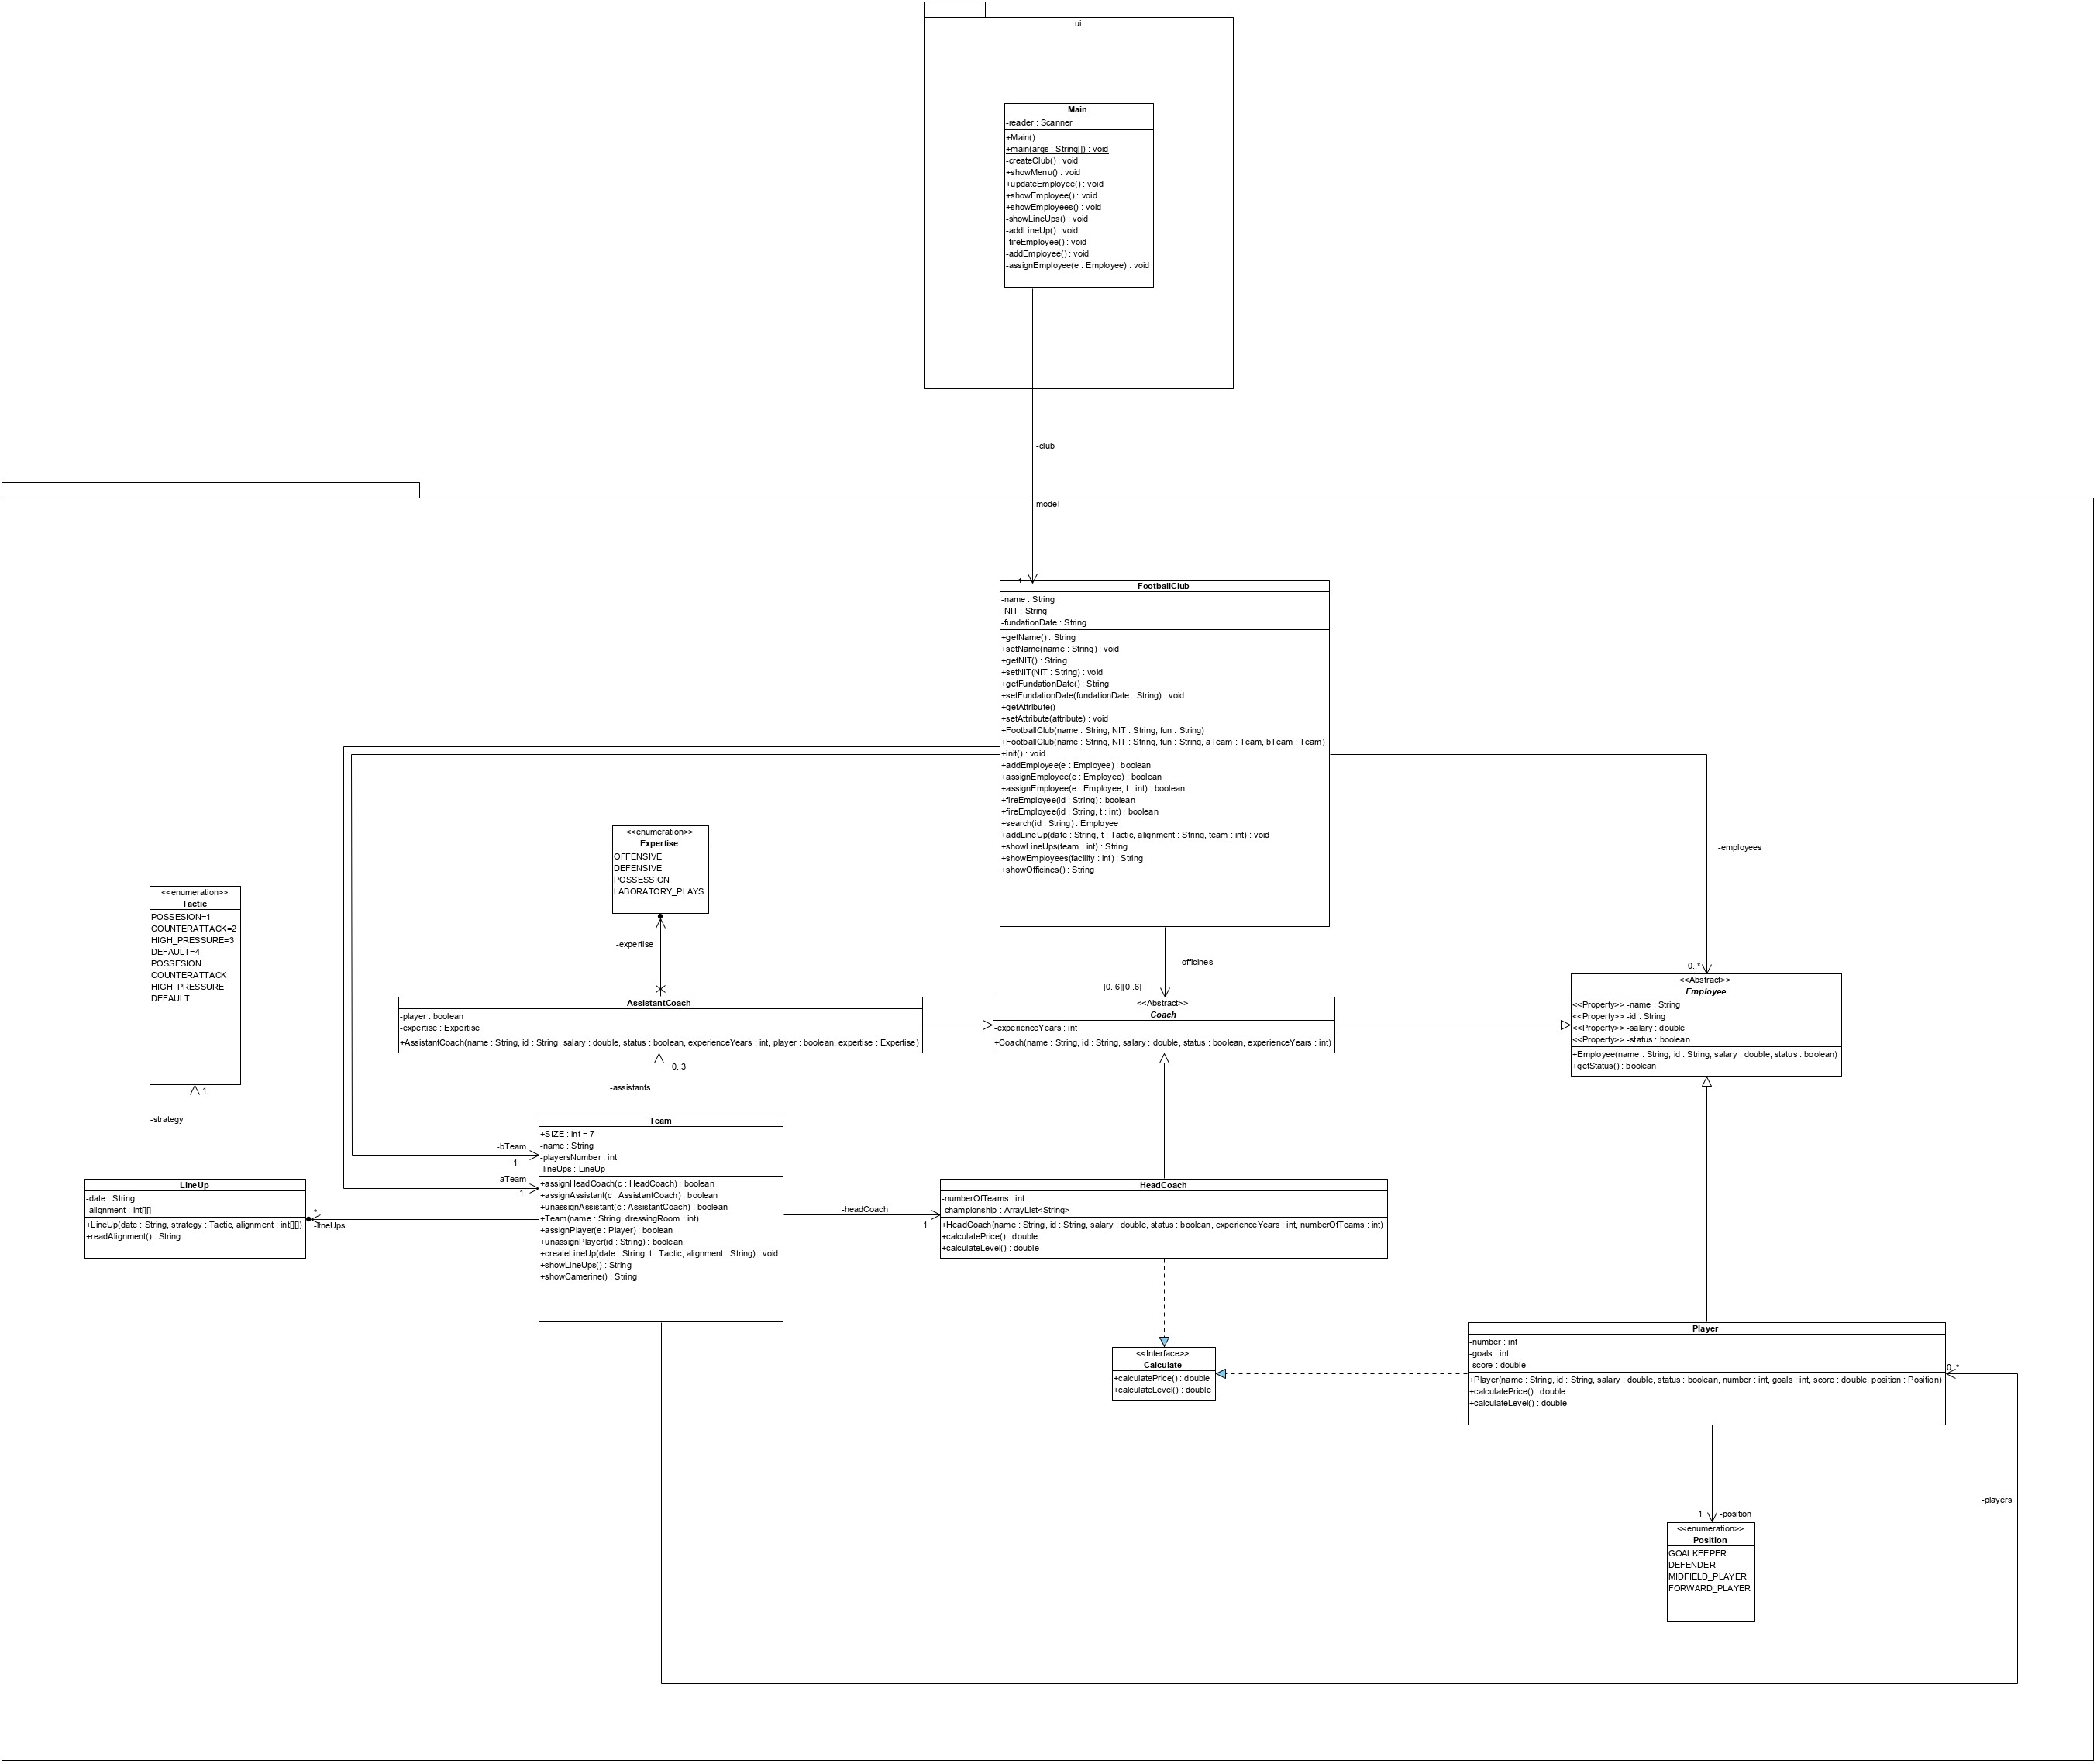 ui
Main
-reader : Scanner
+Main()
+main(args : String[]) : void
-createClub() : void
+showMenu() : void
+updateEmployee() : void
+showEmployee() : void
+showEmployees() : void
-showLineUps() : void
-addLineUp() : void
-fireEmployee() : void
-addEmployee() : void
-assignEmployee(e : Employee) : void
-club
model
1
FootballClub
-name : String
-NIT : String
-fundationDate : String
+getName() : String
+setName(name : String) : void
+getNIT() : String
+setNIT(NIT : String) : void
+getFundationDate() : String
+setFundationDate(fundationDate : String) : void
+getAttribute()
+setAttribute(attribute) : void
+FootballClub(name : String, NIT : String, fun : String)
+FootballClub(name : String, NIT : String, fun : String, aTeam : Team, bTeam : Team)
+init() : void
+addEmployee(e : Employee) : boolean
+assignEmployee(e : Employee) : boolean
+assignEmployee(e : Employee, t : int) : boolean
+fireEmployee(id : String) : boolean
+fireEmployee(id : String, t : int) : boolean
+search(id : String) : Employee
+addLineUp(date : String, t : Tactic, alignment : String, team : int) : void
+showLineUps(team : int) : String
+showEmployees(facility : int) : String
+showOfficines() : String
-employees
0..*
-officines
[0..6][0..6]
<<enumeration>>
Expertise
OFFENSIVE
DEFENSIVE
POSSESSION
LABORATORY_PLAYS
-expertise
<<enumeration>>
Tactic
POSSESION=1
COUNTERATTACK=2
HIGH_PRESSURE=3
DEFAULT=4
POSSESION
COUNTERATTACK
HIGH_PRESSURE
DEFAULT
1
-strategy
AssistantCoach
-player : boolean
-expertise : Expertise
+AssistantCoach(name : String, id : String, salary : double, status : boolean, experienceYears : int, player : boolean, expertise : Expertise)
0..3
-assistants
<<Abstract>>
Coach
-experienceYears : int
+Coach(name : String, id : String, salary : double, status : boolean, experienceYears : int)
<<Abstract>>
Employee
<<Property>> -name : String
<<Property>> -id : String
<<Property>> -salary : double
<<Property>> -status : boolean
+Employee(name : String, id : String, salary : double, status : boolean)
+getStatus() : boolean
-bTeam
1
-aTeam
1
Team
+SIZE : int = 7
-name : String
-playersNumber : int
-lineUps : LineUp
+assignHeadCoach(c : HeadCoach) : boolean
+assignAssistant(c : AssistantCoach) : boolean
+unassignAssistant(c : AssistantCoach) : boolean
+Team(name : String, dressingRoom : int)
+assignPlayer(e : Player) : boolean
+unassignPlayer(id : String) : boolean
+createLineUp(date : String, t : Tactic, alignment : String) : void
+showLineUps() : String
+showCamerine() : String
LineUp
-date : String
-alignment : int[][]
+LineUp(date : String, strategy : Tactic, alignment : int[][])
+readAlignment() : String
*
-lineUps
-headCoach
1
HeadCoach
-numberOfTeams : int
-championship : ArrayList<String>
+HeadCoach(name : String, id : String, salary : double, status : boolean, experienceYears : int, numberOfTeams : int)
+calculatePrice() : double
+calculateLevel() : double
<<Interface>>
Calculate
+calculatePrice() : double
+calculateLevel() : double
Player
-number : int
-goals : int
-score : double
+Player(name : String, id : String, salary : double, status : boolean, number : int, goals : int, score : double, position : Position)
+calculatePrice() : double
+calculateLevel() : double
0..*
-players
1
-position
<<enumeration>>
Position
GOALKEEPER
DEFENDER
MIDFIELD_PLAYER
FORWARD_PLAYER